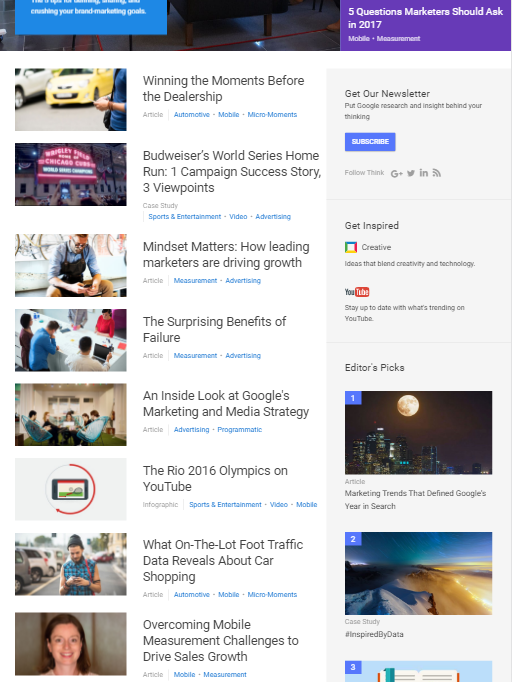 The 5 tips for defining, sharing, and
crushing your brand-marketing goals.
5 Questions Marketers Should Ask
in 2017
Mobile • Measurement
Winning the Moments Before
the Dealership
Article
Automotive • Mobile • Micro-Moments
WRIGLEY FIELD
HOME OF
CHICAGO CUBS
WORLD SERIES CHAMPIONS
Budweiser's World Series Home
Run: 1 Campaign Success Story,
3 Viewpoints
Case Study
Sports & Entertainment • Video • Advertising
Mindset Matters: How leading
marketers are driving growth
Article
Measurement • Advertising
The Surprising Benefits of
Failure
Article
Measurement • Advertising
An Inside Look at Google's
Marketing and Media Strategy
Article
Advertising • Programmatic
The Rio 2016 Olympics on
YouTube
Infographic
Sports & Entertainment • Video • Mobile
What On-The-Lot Foot Traffic
Data Reveals About Car
Shopping
Article
Automotive • Mobile • Micro-Moments
Overcoming Mobile
Measurement Challenges to
Drive Sales Growth
Article
Mobile • Measurement
Get Our Newsletter
Put Google research and insight behind your
thinking
SUBSCRIBE
Follow Think
G+
in
Get Inspired
Creative
Ideas that blend creativity and technology.
YouTube
Stay up to date with what's trending on
YouTube.
Editor's Picks
1
Article
Marketing Trends That Defined Google's
Year in Search
2
Case Study
#InspiredByData
3